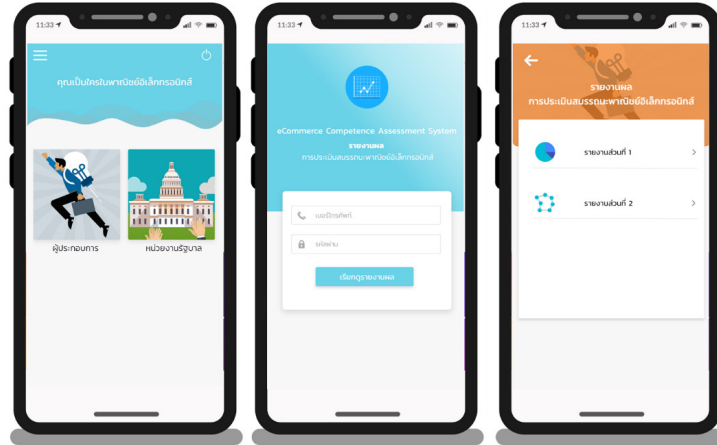 11:33
คุณเป็นใครในพาณิชย์อิเล็กทรอนิกส์
ผู้ประกอบการ
หน่วยงานรัฐบาล
11:33
eCommerce Competence Assessment System
รายงานผล
การประเมินสมรรถนะพาณิชย์อิเล็กทรอนิกส์
เบอร์โทรศัพท์
รหัสผ่าน
เรียกดูรายงานผล
11:33
รายงานผล
การประเมินสมรรถนะพาณิชย์อิเล็กทรอนิกส์
รายงานส่วนที่ 1
รายงานส่วนที่ 2